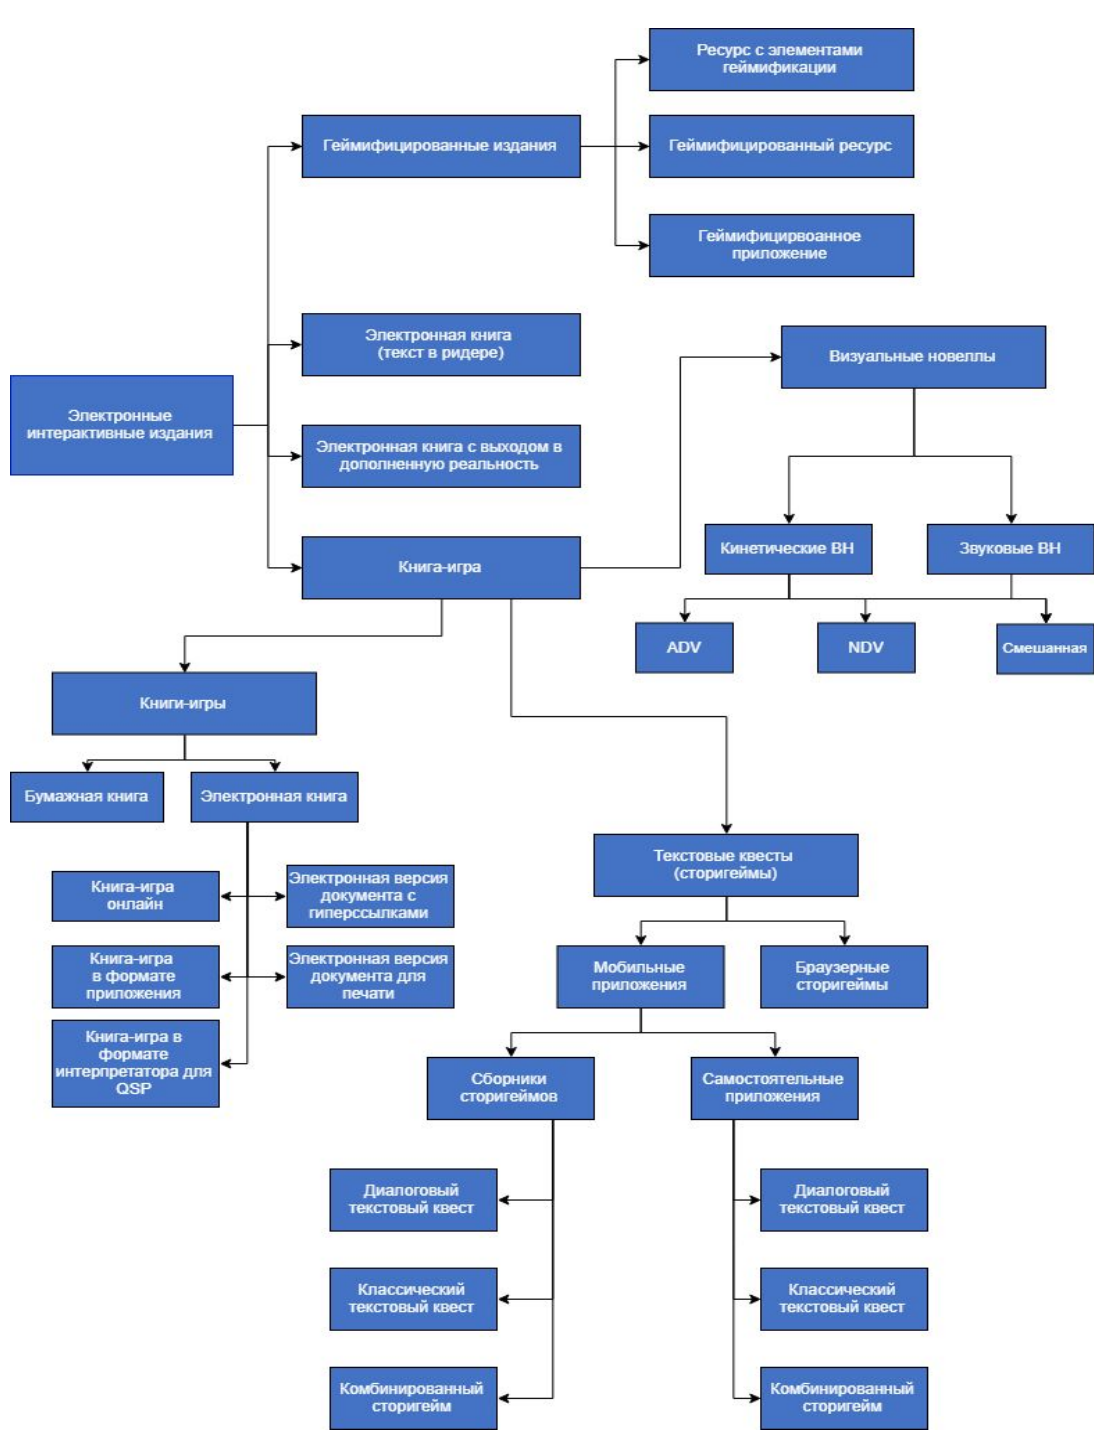 Ресурс с элементами
геймификации
Геймифицированные издания
Геймифицированный ресурс
Геймифицирвоанное
приложение
Электронная книга
(текст в ридере)
Визуальные новеллы
Электронные
интерактивные издания
Электронная книга с выходом в
дополненную реальность
Книга-игра
Кинетические ВН
Звуковые ВН
ADV
NDV
Смешанная
Книги-игры
Бумажная книга
Электронная книга
Текстовые квесты
(сторигеймы)
Книга-игра
онлайн
Электронная версия
документа с
гиперссылками
Книга-игра
в формате
приложения
Электронная версия
документа для
печати
Мобильные
приложения
Браузерные
сторигеймы
Книга-игра в
формате
интерпретатора для
QSP
Сборники
сторигеймов
Самостоятельные
приложения
Диалоговый
текстовый квест
Диалоговый
текстовый квест
Классический
текстовый квест
Классический
текстовый квест
Комбинированный
сторигейм
Комбинированный
сторигейм